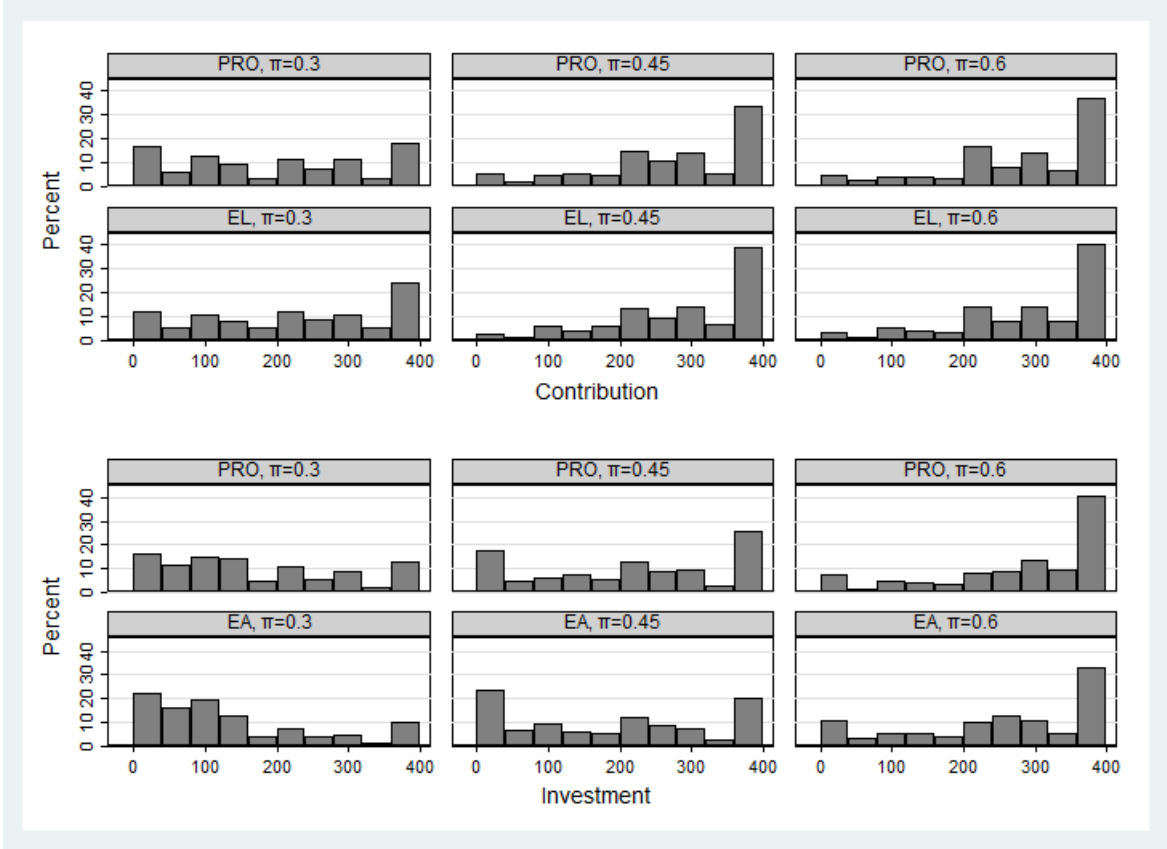 PRO, π=0.3 PRO, π=0.45 PRO, π=0.6
0 10 20 30 40
Percent
EL, π=0.3 EL, π=0.45 EL, π=0.6
0 10 20 30 40
0 100 200 300 400 0 100 200 300 400 0 100 200 300 400
Contribution
PRO, π=0.3 PRO, π=0.45 PRO, π=0.6
0 10 20 30 40
Percent
EA, π=0.3 EA, π=0.45 EA, π=0.6
0 10 20 30 40
0 100 200 300 400 0 100 200 300 400 0 100 200 300 400
Investment